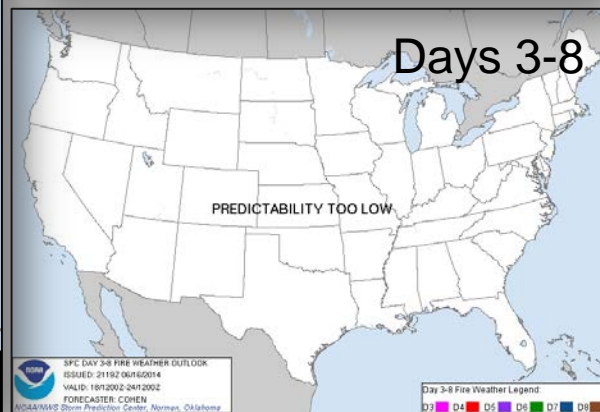 Days 3-8
PREDICTABILITY TOO LOW
NOAA
SPC DAY 3-8 FIRE WEATHER OUTLOOK
ISSUED: 2119Z 06/16/2014
VALID: 18/1200Z-24/1200Z
FORECASTER: COHEN
NOAA/NWS Storm Prediction Center, Norman, Oklahoma
Day 3-8 Fire Weather Legend:
D3 D4 D5 D6 D7 D8